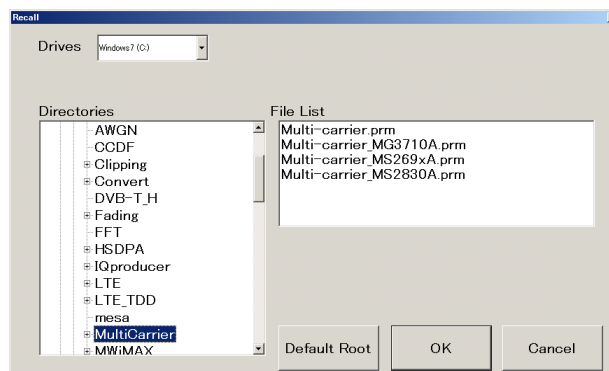 Recall
Drives
Windows7 (C:)
Directories
AWGN
CCDF
Clipping
Convert
DVB-T_H
Fading
FFT
HSDPA
IQproducer
LTE
LTE_TDD
mesa
MultiCarrier
MWiMAX
File List
Multi-carrier.prm
Multi-carrier_MG3710A.prm
Multi-carrier_MS269xA.prm
Multi-carrier_MS2830A.prm
Default Root
OK
Cancel